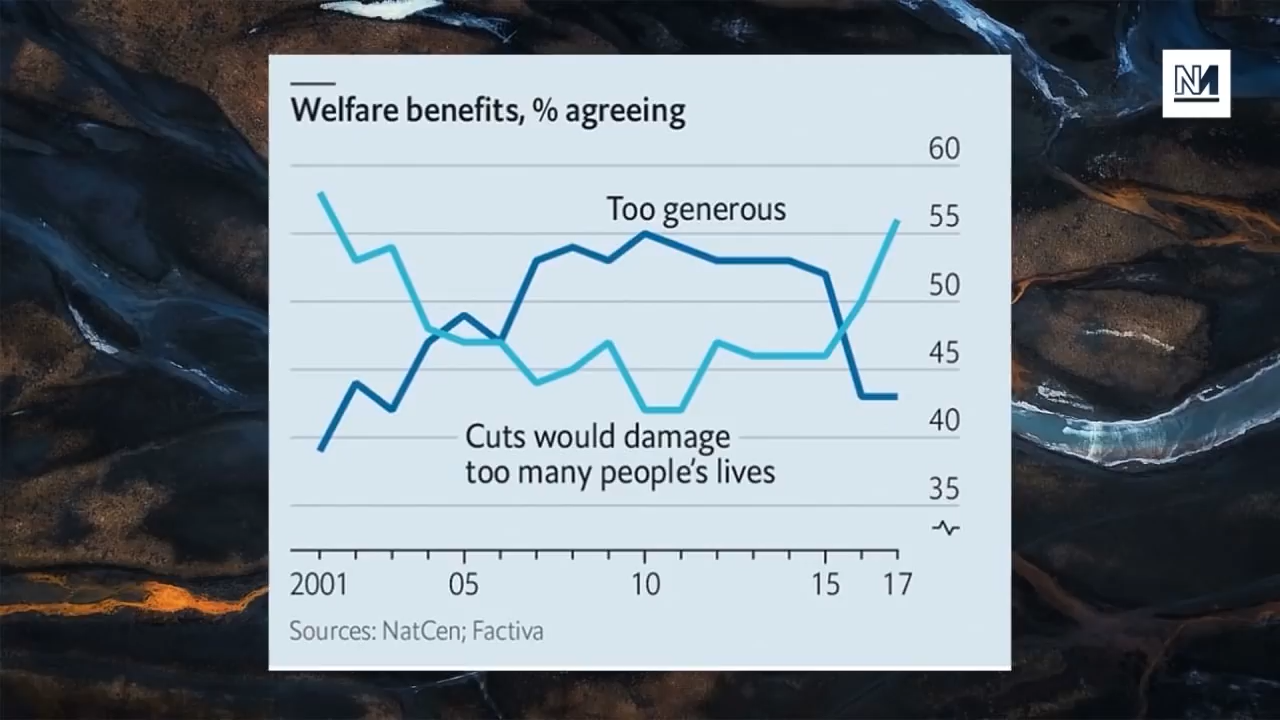 NM
Welfare benefits, % agreeing
60
Too generous
55
50
45
40
Cuts would damage
too many people's lives
35
2001 05 10 15 17
Sources: NatCen; Factiva